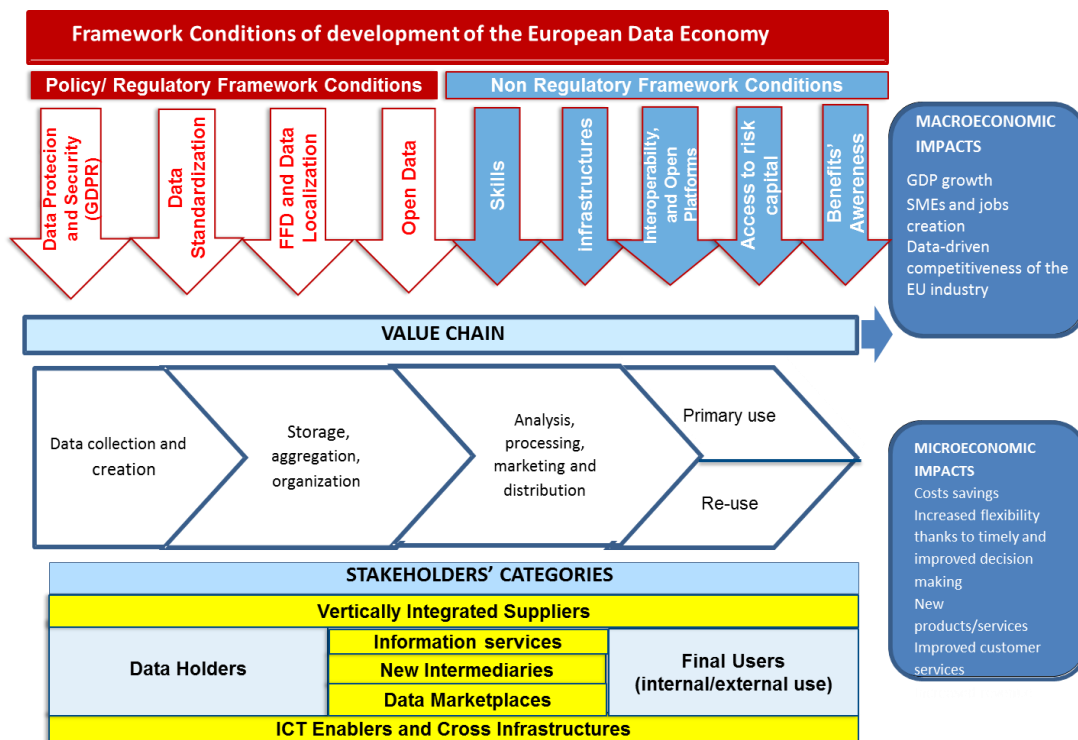 Framework Conditions of development of the European Data Economy
Policy/ Regulatory Framework Conditions
Non Regulatory Framework Conditions
Data Protecion
and Security
(GDPR)
Data
Standardization
FFD and Data
Localization
Open Data
Skills
infrastructures
Interoperabilty,
and Open
Platforms
Access to risk
capital
Benefits'
Awereness
MACROECONOMIC
IMPACTS
GDP growth
SMEs and jobs
creation
Data-driven
competitiveness of the
EU industry
VALUE CHAIN
Data collection and
creation
Storage,
aggregation,
organization
Analysis,
processing,
marketing and
distribution
Primary use
Re-use
MICROECONOMIC
IMPACTS
Costs savings
Increased flexibility
thanks to timely and
improved decision
making
New
products/services
Improved customer
services
STAKEHOLDERS' CATEGORIES
Vertically Integrated Suppliers
Data Holders
Information services
New Intermediaries
Data Marketplaces
Final Users
(internal/external use)
ICT Enablers and Cross Infrastructures